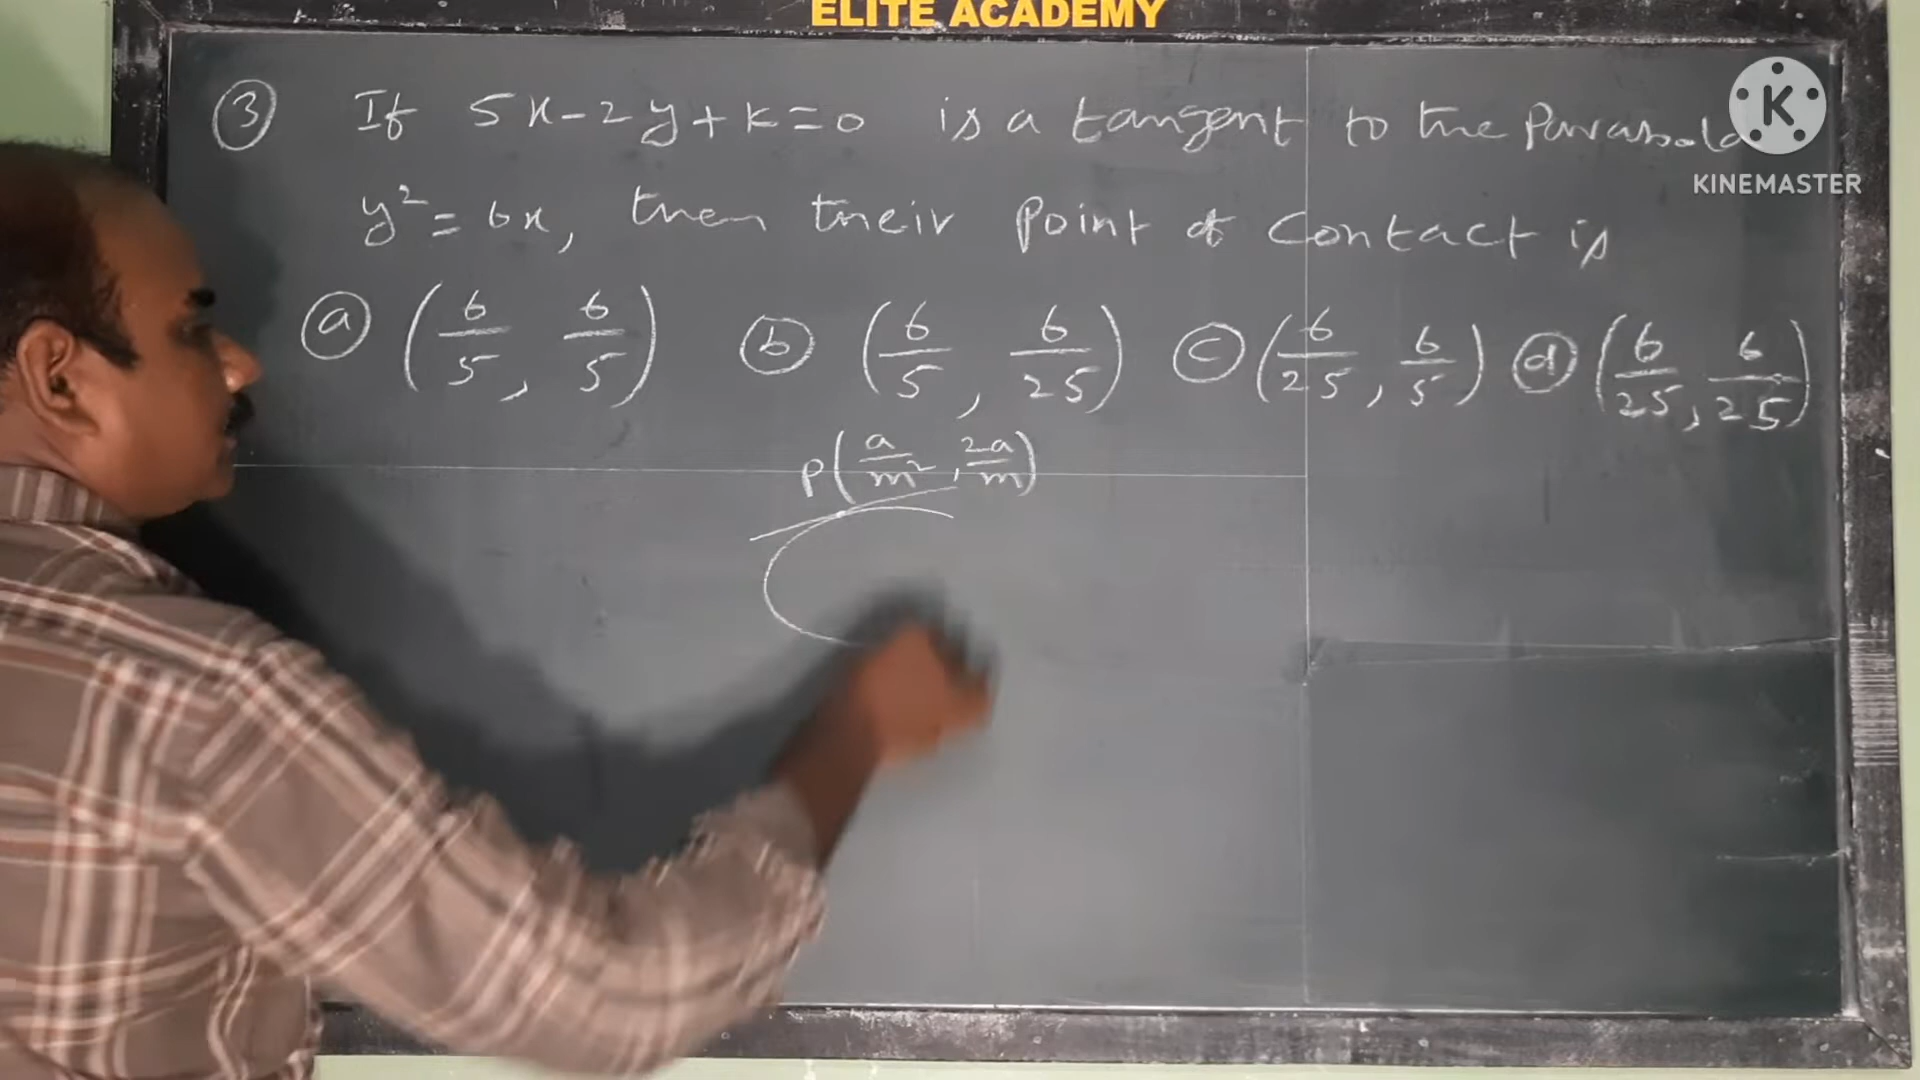 ELITE ACADEMY
③ If 5x-2y+k=0 is a tangent to the Parabola
y²=6x, then their Point of Contact is
ⓐ (6/5, 6/5) ⓑ (6/5, 6/25) ⓒ (6/25, 6/5) ⓓ (6/25, 6/25)
P(a/m², 2a/m)
K
KINEMASTER